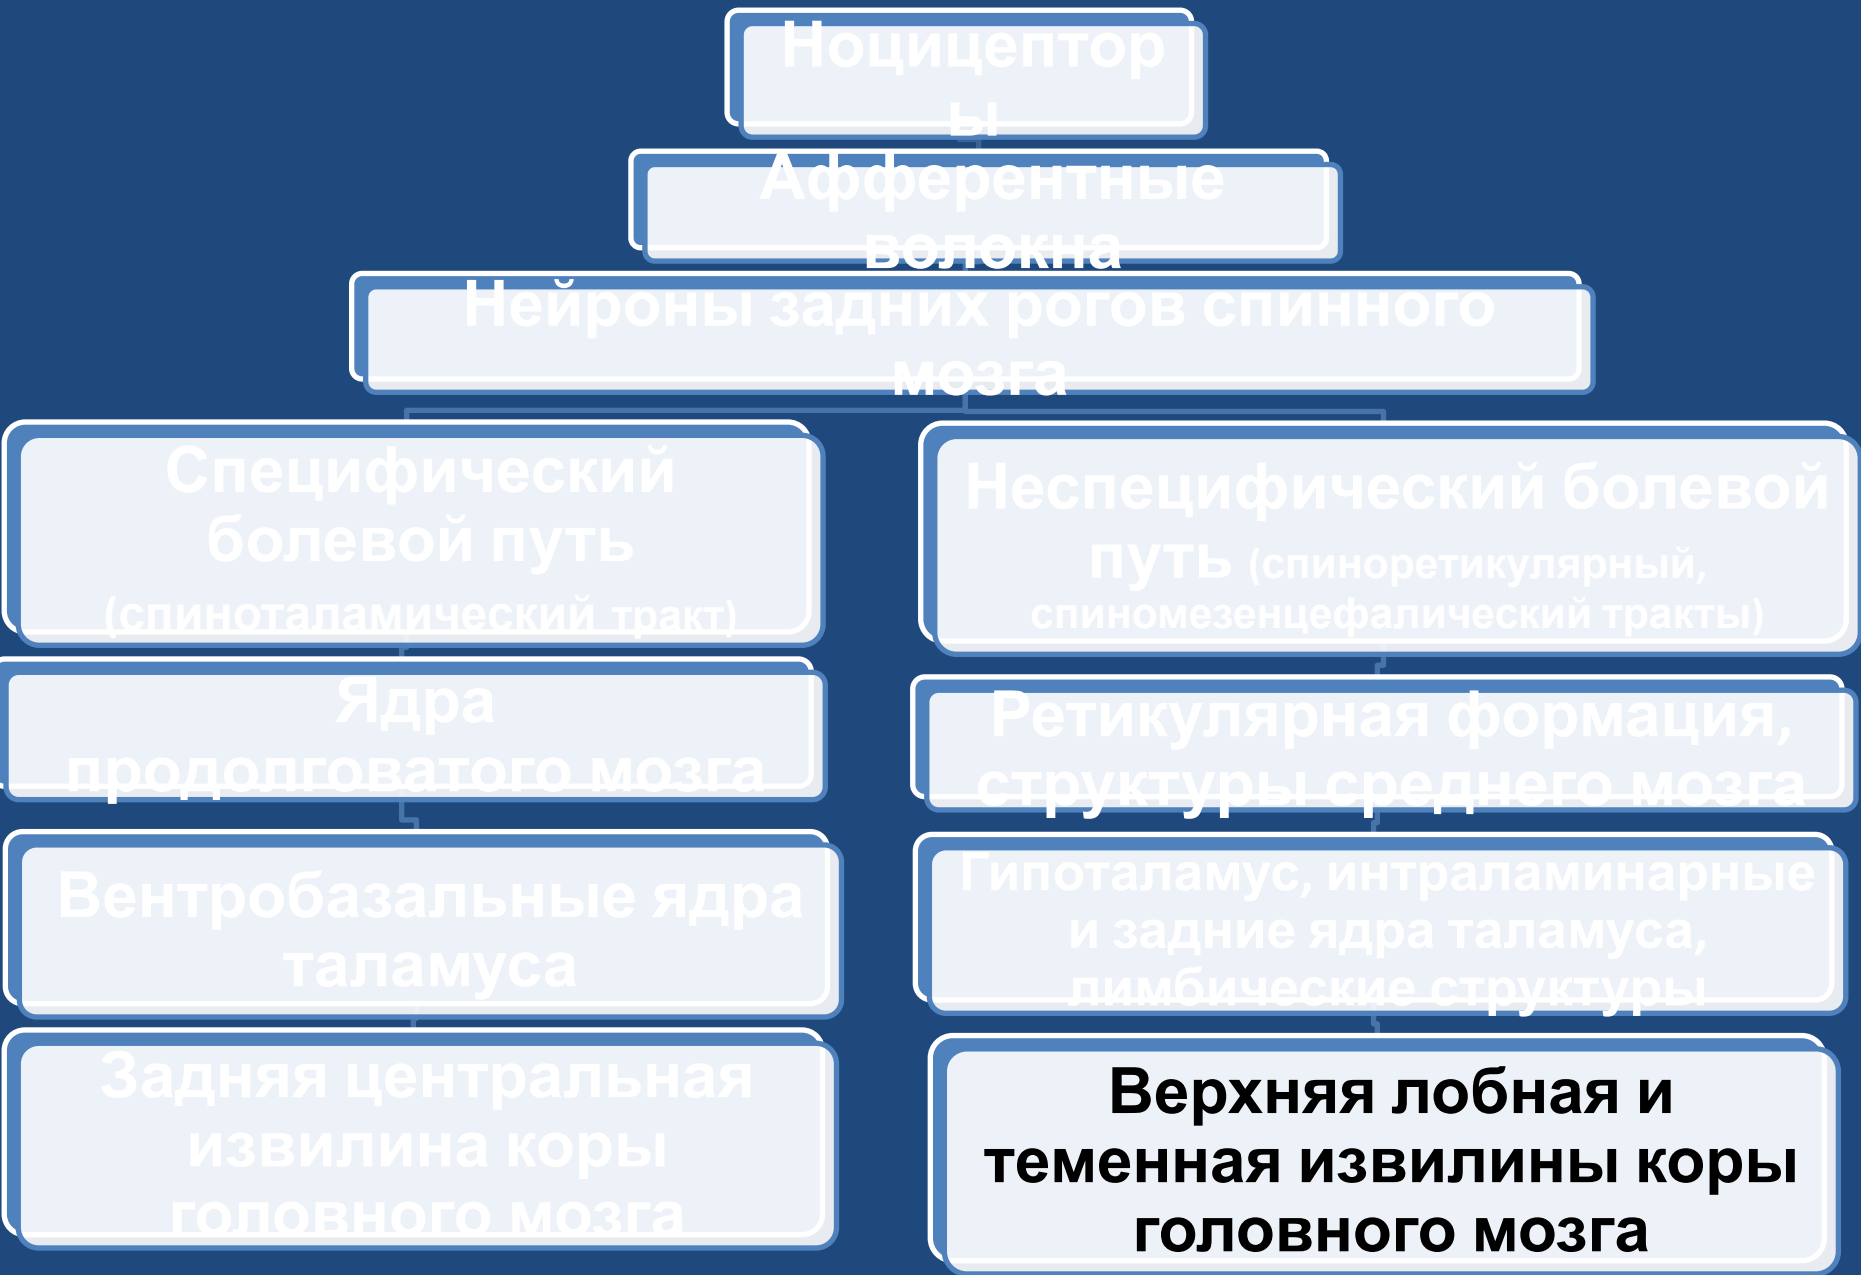 Ноцицептор
ы
Афферентные
волокна
Нейроны задних рогов спинного
мозга
Специфический
болевой путь
(спиноталамический тракт)
Ядра
продолговатого мозга
Вентробазальные ядра
таламуса
Задняя центральная
извилина коры
головного мозга
Неспецифический болевой
путь (спиноретикулярный,
спиномезенцефалический тракты)
Ретикулярная формация,
структуры среднего мозга
Гипоталамус, интраламинарные
и задние ядра таламуса,
лимбические структуры
Верхняя лобная и
теменная извилины коры
головного мозга